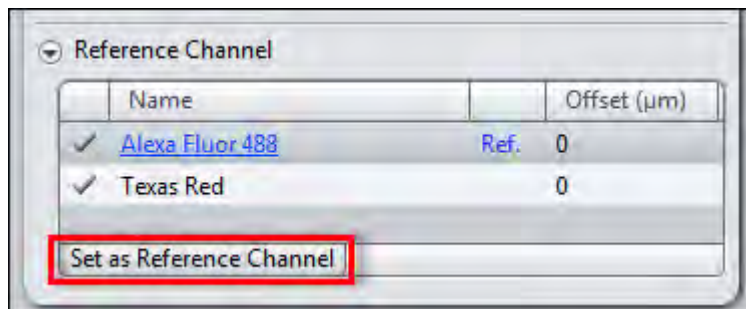 Reference Channel
Name Offset (μm)
Alexa Fluor 488 Ref. 0
Texas Red 0
Set as Reference Channel